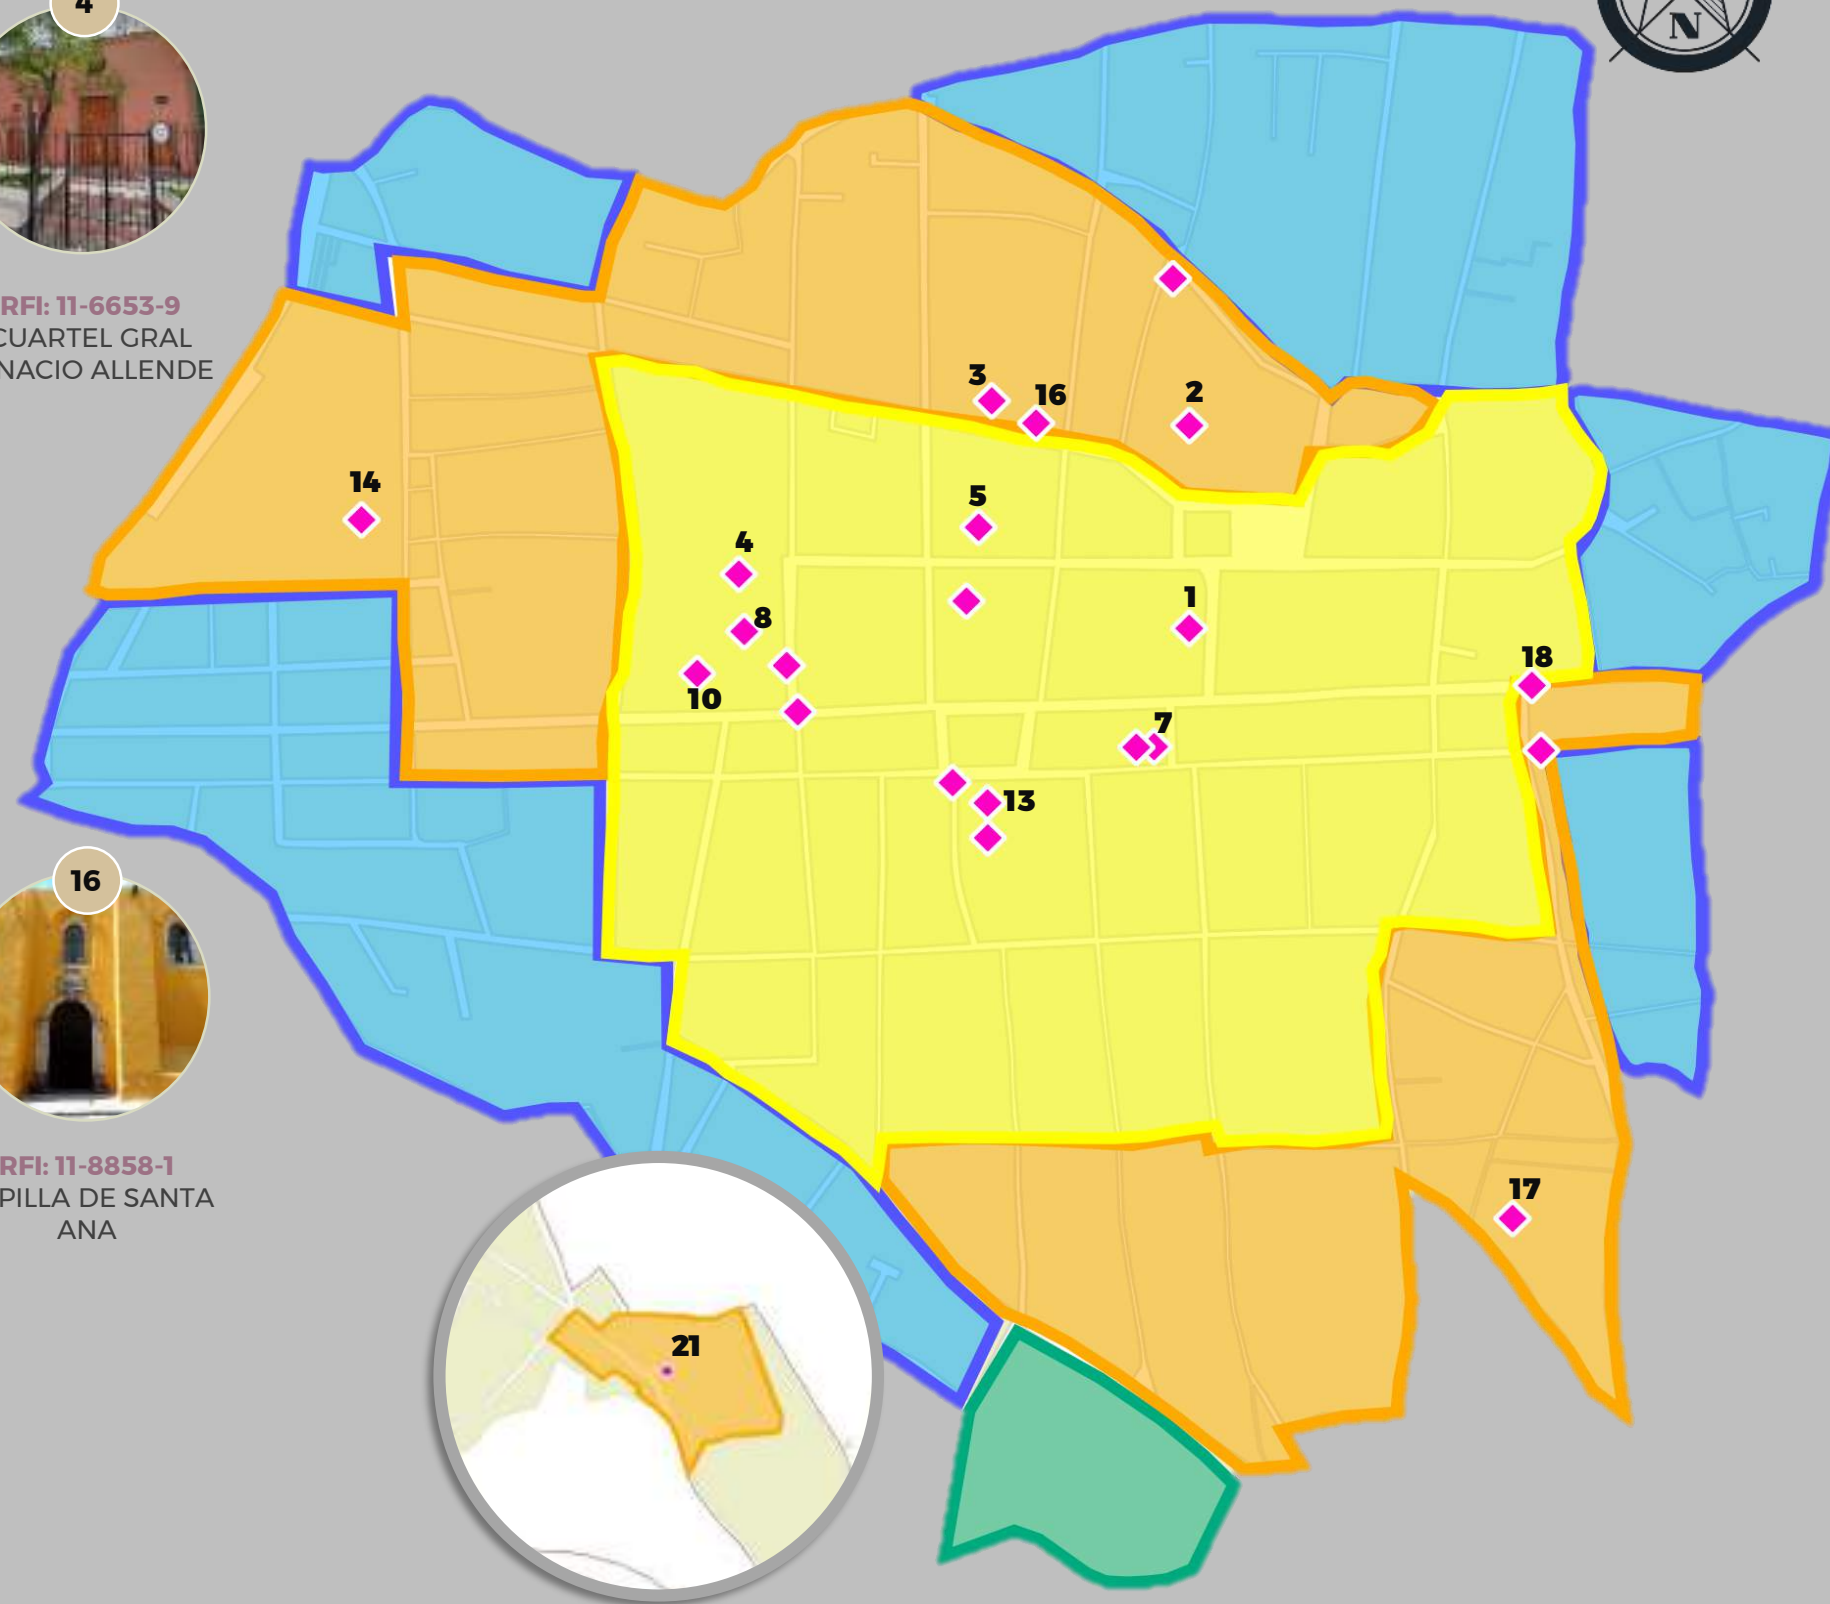 4
RFI: 11-6653-9
CUARTEL GRAL
NACIO ALLENDE
N
3
16
2
14
5
4
8
1
10
18
7
13
16
RFI: 11-8858-1
PILLA DE SANTA
ANA
17
21